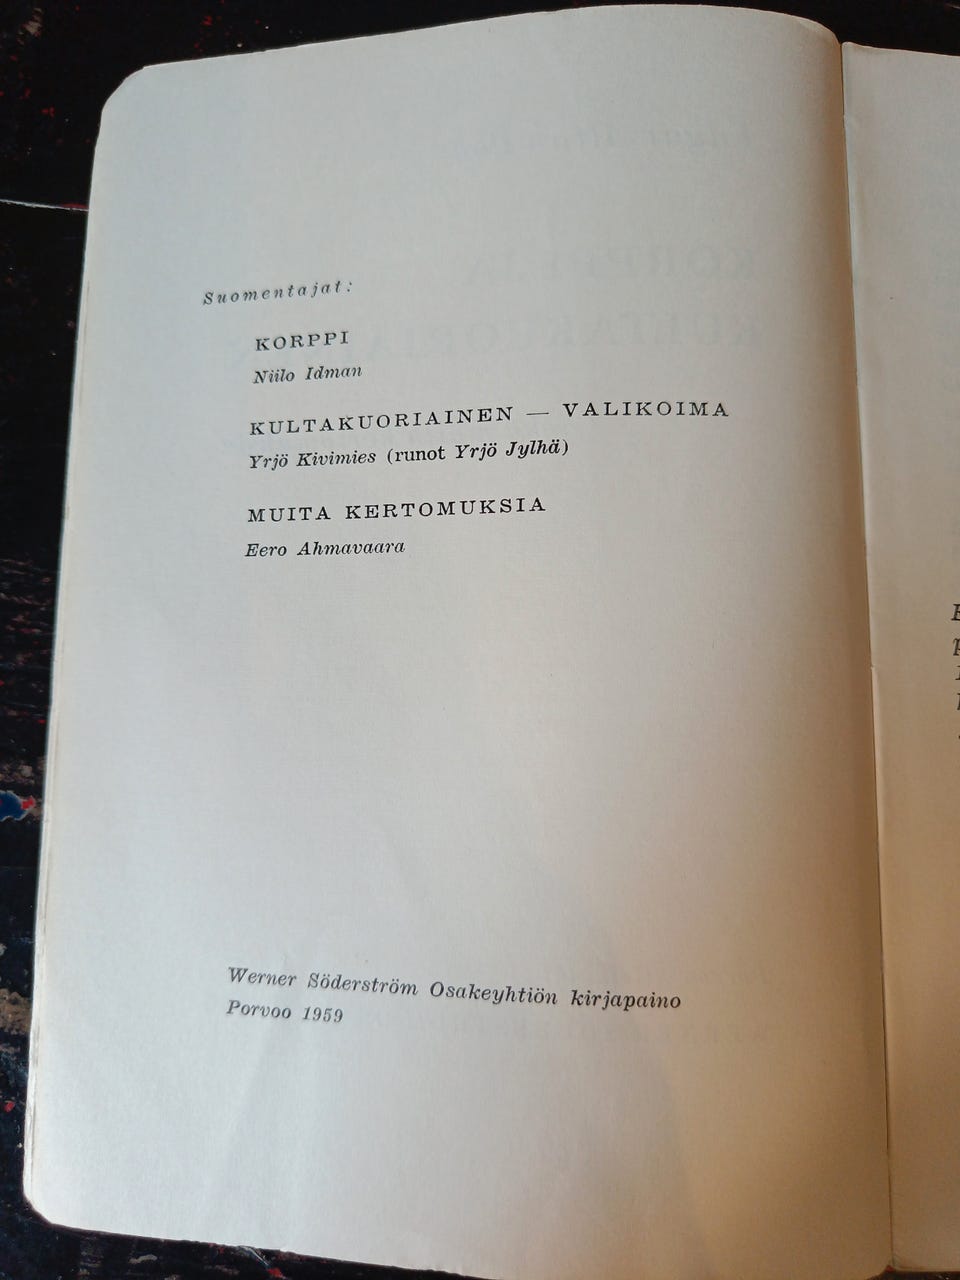 Suomentajat:
KORPPI
Niilo Idman
KULTAKUORIAINEN — VALIKOIMA
Yrjö Kivimies (runot Yrjö Jylhä)
MUITA KERTOMUKSIA
Eero Ahmavaara
Werner Söderström Osakeyhtiön kirjapaino
Porvoo 1959